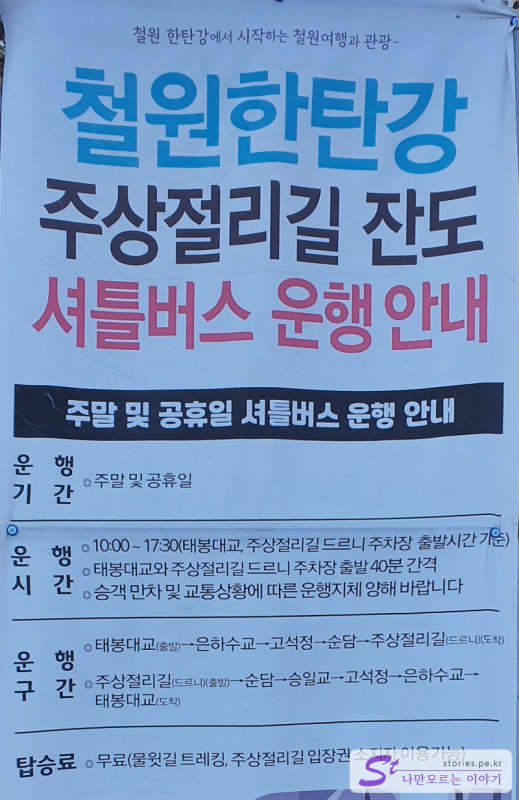 철원 한탄강에서 시작하는 철원여행과 관광~
철원한탄강
주상절리길 잔도
셔틀버스 운행 안내
주말 및 공휴일 셔틀버스 운행 안내
운 행
기 간
주말 및 공휴일
운 행
시 간
10:00 ~ 17:30(태봉대교, 주상절리길 드르니 주차장 출발시간 기준)
태봉대교와 주상절리길 드르니 주차장 출발 40분 간격
승객 만차 및 교통상황에 따른 운행지체 양해 바랍니다
운 행
구 간
태봉대교(출발)→은하수교→고석정→순담→주상절리길(드르니)(도착)
주상절리길(드르니)(출발)→순담→승일교→고석정→은하수교→
태봉대교(도착)
탑승료
무료(물윗길 트레킹, 주상절리길 입장권 소지자 이용가능)
St
stories.pe.kr
나만모르는 이야기